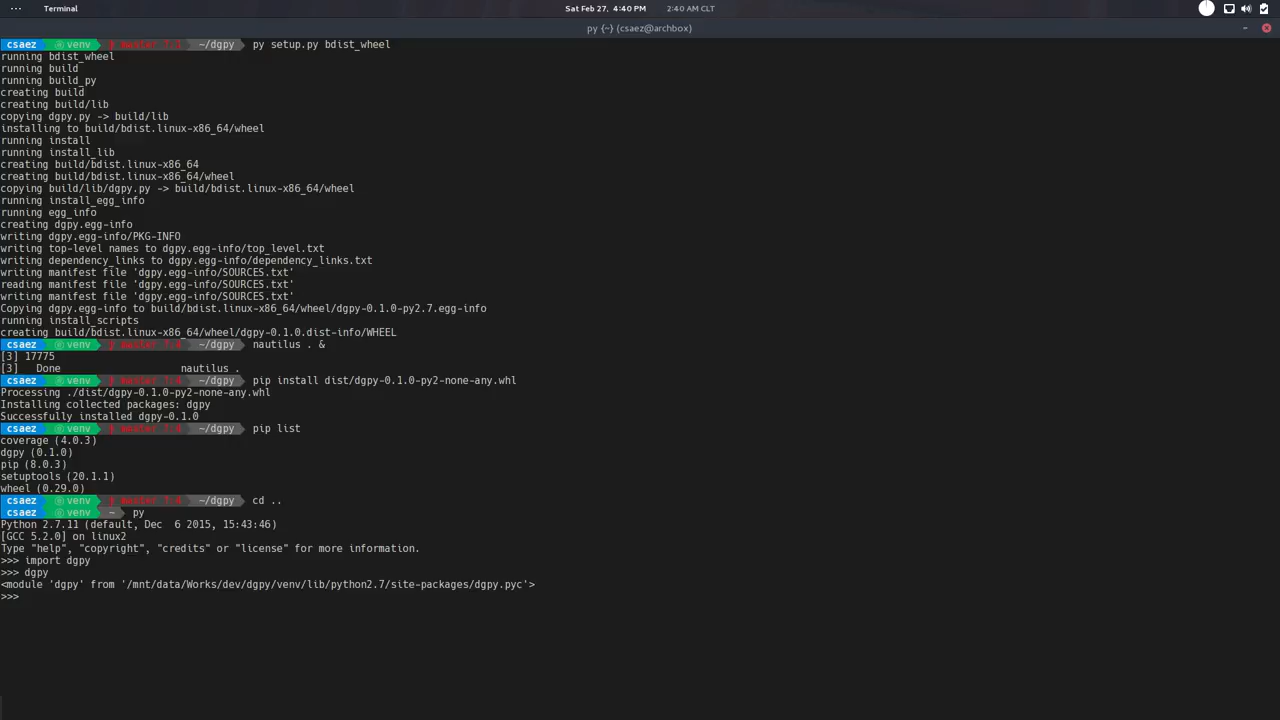 Terminal
Sat Feb 27, 4:40 PM 2:40 AM CLT
py {~} (csaez@archbox)
csaez venv master ~/dgpy py setup.py bdist_wheel
running bdist_wheel
running build
running build_py
creating build
creating build/lib
copying dgpy.py -> build/lib
installing to build/bdist.linux-x86_64/wheel
running install
running install_lib
creating build/bdist.linux-x86_64
creating build/bdist.linux-x86_64/wheel
copying build/lib/dgpy.py -> build/bdist.linux-x86_64/wheel
running install_egg_info
running egg_info
creating dgpy.egg-info
writing dgpy.egg-info/PKG-INFO
writing top-level names to dgpy.egg-info/top_level.txt
writing dependency_links to dgpy.egg-info/dependency_links.txt
writing manifest file 'dgpy.egg-info/SOURCES.txt'
reading manifest file 'dgpy.egg-info/SOURCES.txt'
writing manifest file 'dgpy.egg-info/SOURCES.txt'
Copying dgpy.egg-info to build/bdist.linux-x86_64/wheel/dgpy-0.1.0-py2.7.egg-info
running install_scripts
creating build/bdist.linux-x86_64/wheel/dgpy-0.1.0.dist-info/WHEEL
csaez venv master ?:4 ~/dgpy nautilus . &
[3] 17775
[3]   Done                    nautilus .
csaez venv master ?:4 ~/dgpy pip install dist/dgpy-0.1.0-py2-none-any.whl
Processing ./dist/dgpy-0.1.0-py2-none-any.whl
Installing collected packages: dgpy
Successfully installed dgpy-0.1.0
csaez venv master ?:4 ~/dgpy pip list
coverage (4.0.3)
dgpy (0.1.0)
pip (8.0.3)
setuptools (20.1.1)
wheel (0.29.0)
csaez venv master ?:4 ~/dgpy cd ..
csaez venv ~ py
Python 2.7.11 (default, Dec  6 2015, 15:43:46)
[GCC 5.2.0] on linux2
Type "help", "copyright", "credits" or "license" for more information.
>>> import dgpy
>>> dgpy
<module 'dgpy' from '/mnt/data/Works/dev/dgpy/venv/lib/python2.7/site-packages/dgpy.pyc'>
>>>